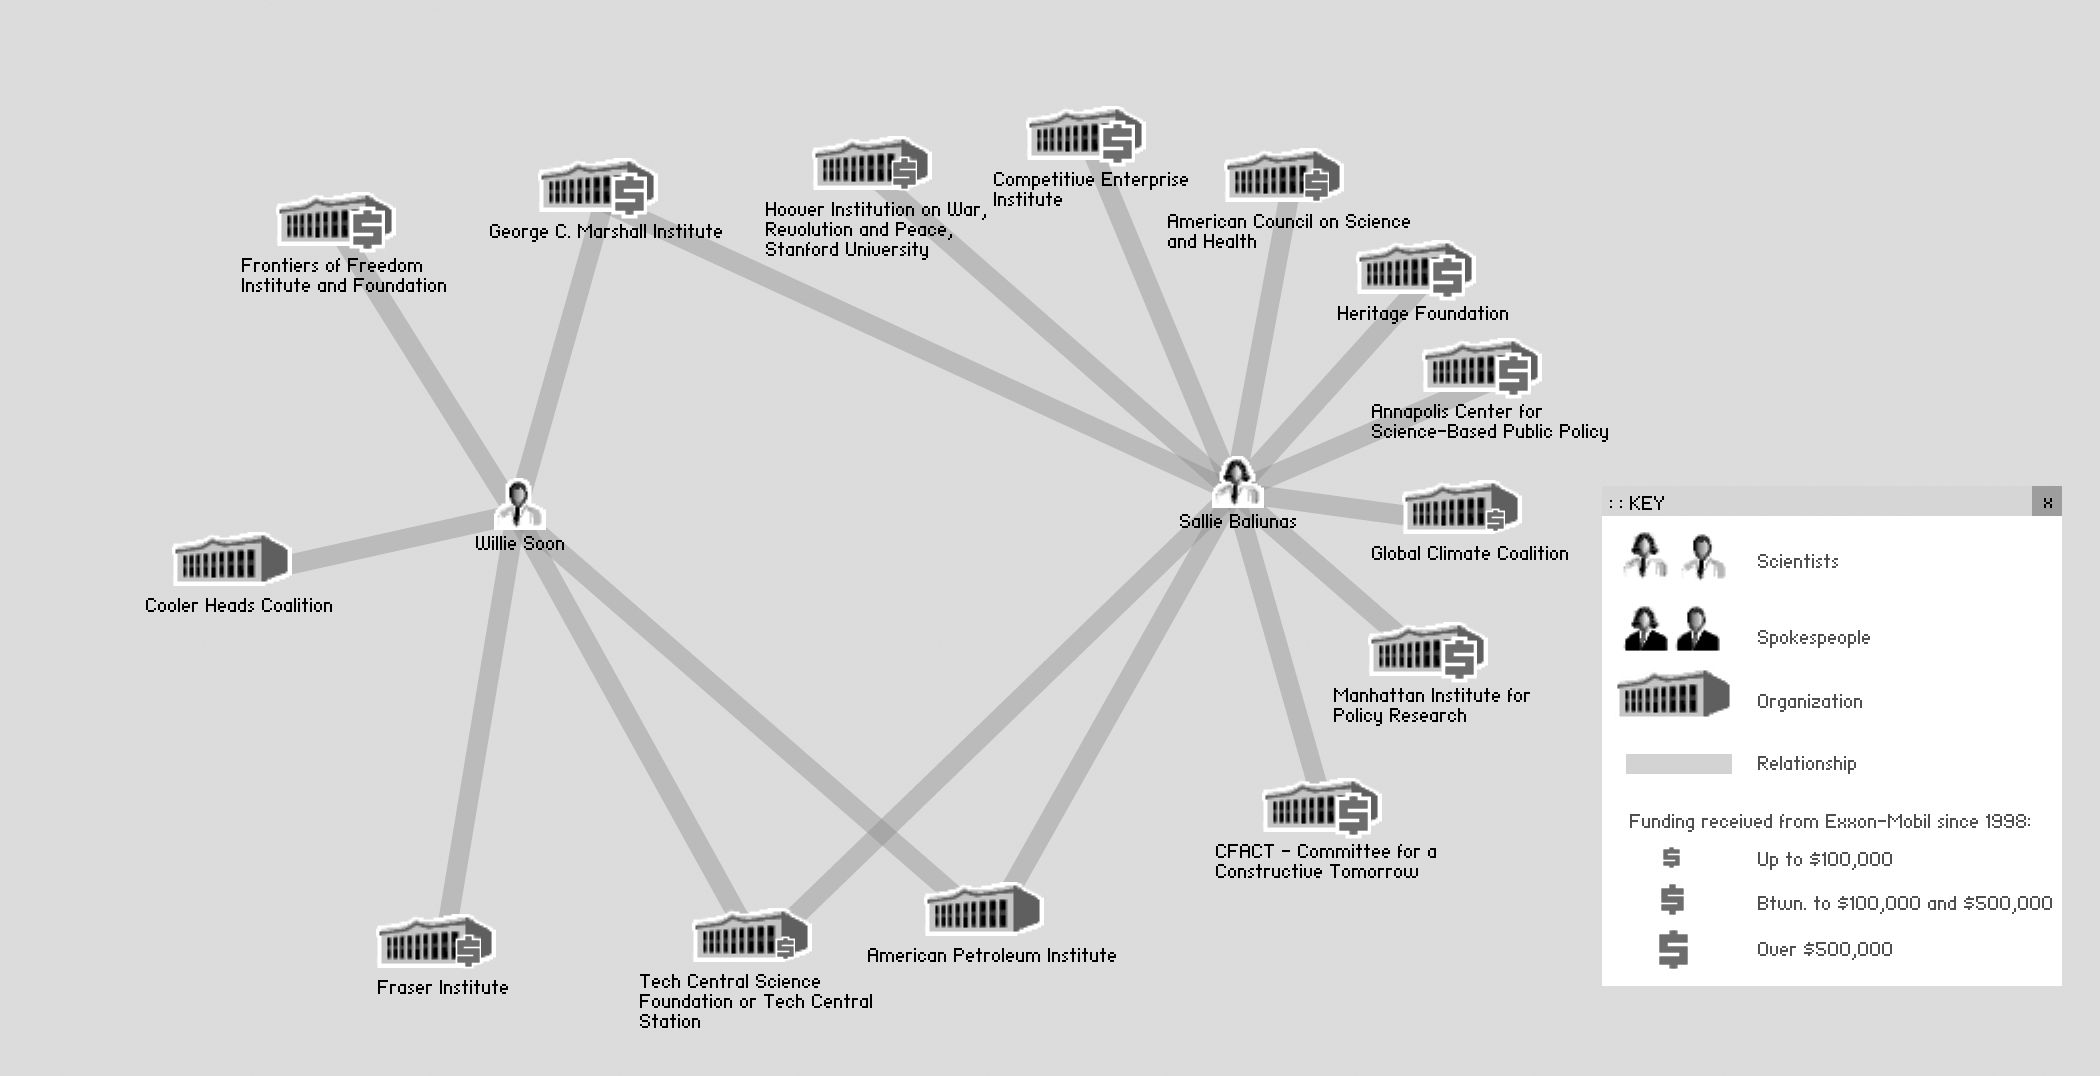 Competitive Enterprise
Institute
Hoover Institution on War,
Revolution and Peace,
Stanford University
American Council on Science
and Health
George C. Marshall Institute
Frontiers of Freedom
Institute and Foundation
Heritage Foundation
Annapolis Center for
Science-Based Public Policy
Sallie Baliunas
Willie Soon
Global Climate Coalition
Cooler Heads Coalition
Manhattan Institute for
Policy Research
CFACT - Committee for a
Constructive Tomorrow
American Petroleum Institute
Tech Central Science
Foundation or Tech Central
Station
Fraser Institute
:: KEY x
Scientists
Spokespeople
Organization
Relationship
Funding received from Exxon-Mobil since 1998:
$ Up to $100,000
$ Btwn. to $100,000 and $500,000
$ Over $500,000